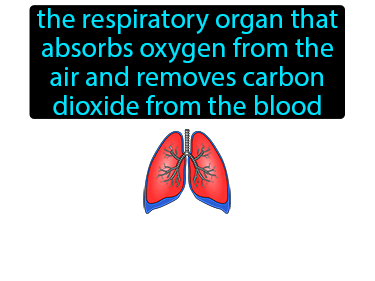 the respiratory organ that
absorbs oxygen from the
air and removes carbon
dioxide from the blood